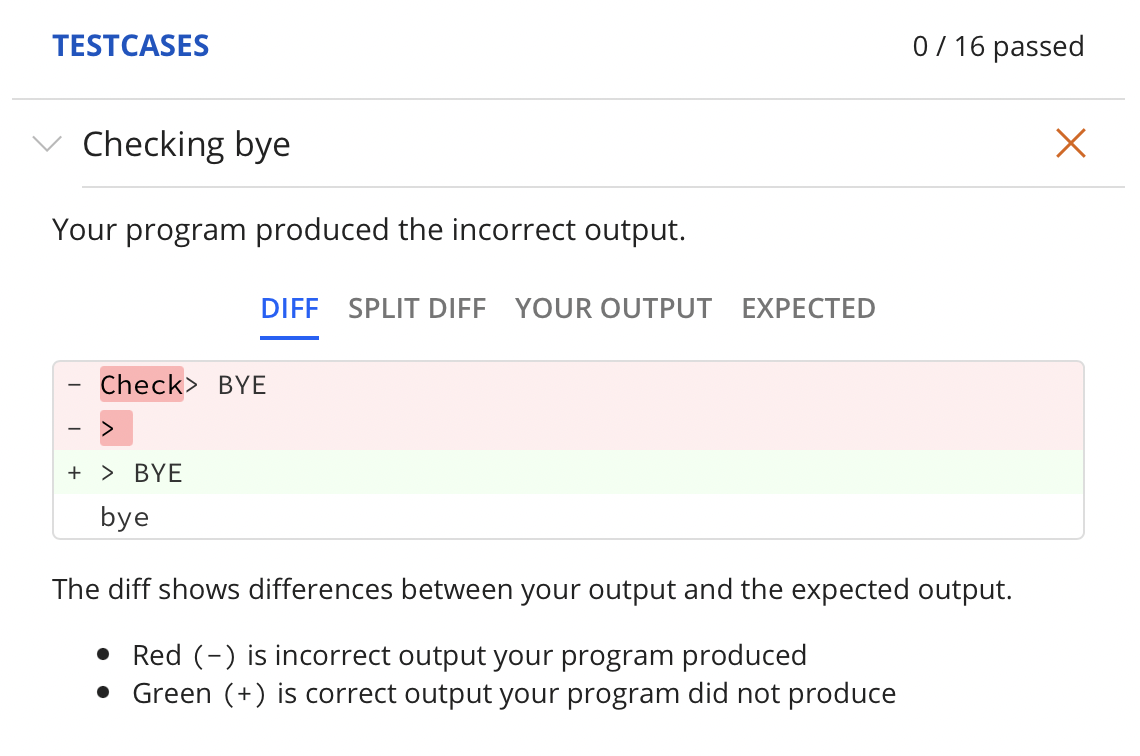 TESTCASES 0 / 16 passed
Checking bye
Your program produced the incorrect output.
DIFF SPLIT DIFF YOUR OUTPUT EXPECTED
- Check> BYE
- >
+ > BYE
bye
The diff shows differences between your output and the expected output.
• Red (-) is incorrect output your program produced
• Green (+) is correct output your program did not produce